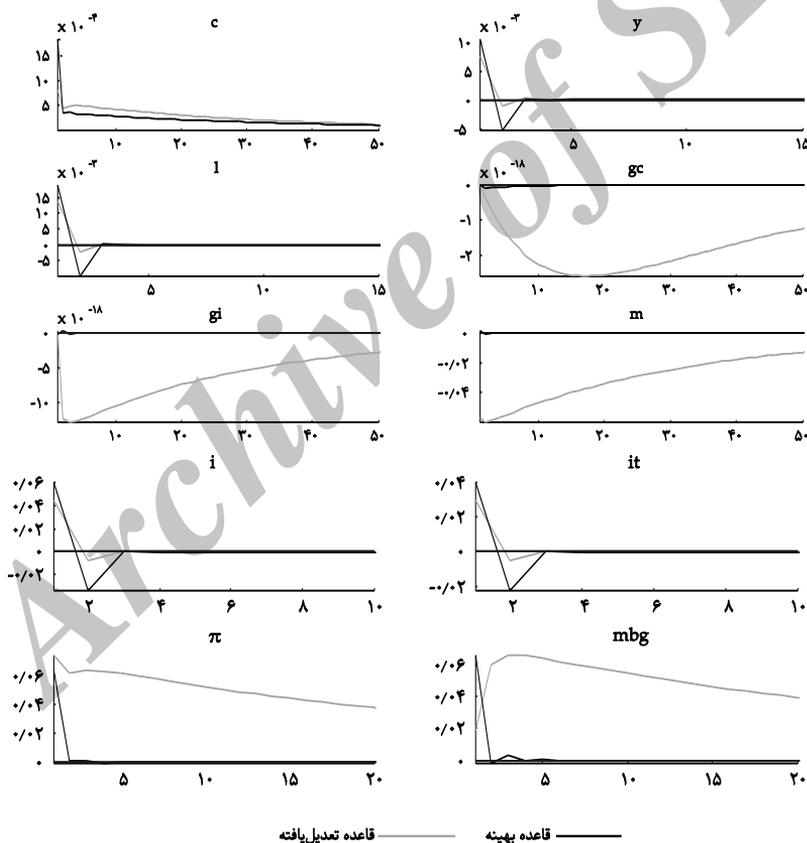 c
y
x ۱۰ -۴
۱۵
۱۰
۵
۱۰ ۲۰ ۳۰ ۴۰ ۵۰
x ۱۰ -۳
۱۰
۵
۰
-۵
۵ ۱۰ ۱۵
l
gc
x ۱۰ -۳
۱۵
۱۰
۵
۰
-۵
۵ ۱۰ ۱۵
x ۱۰ -۱۸
۰
-۱
-۲
۱۰ ۲۰ ۳۰ ۴۰ ۵۰
gi
m
x ۱۰ -۱۸
۰
-۵
-۱۰
۱۰ ۲۰ ۳۰ ۴۰ ۵۰
۰
-۰/۰۲
-۰/۰۴
۱۰ ۲۰ ۳۰ ۴۰ ۵۰
i
it
۰/۰۶
۰/۰۴
۰/۰۲
۰
-۰/۰۲
۲ ۴ ۶ ۸ ۱۰
۰/۰۴
۰/۰۲
۰
-۰/۰۲
۲ ۴ ۶ ۸ ۱۰
π
mbg
۰/۰۶
۰/۰۴
۰/۰۲
۰
۵ ۱۰ ۱۵ ۲۰
۰/۰۶
۰/۰۴
۰/۰۲
۰
۵ ۱۰ ۱۵ ۲۰
قاعده بهینه
قاعده تعدیل‌یافته
Archive of SI